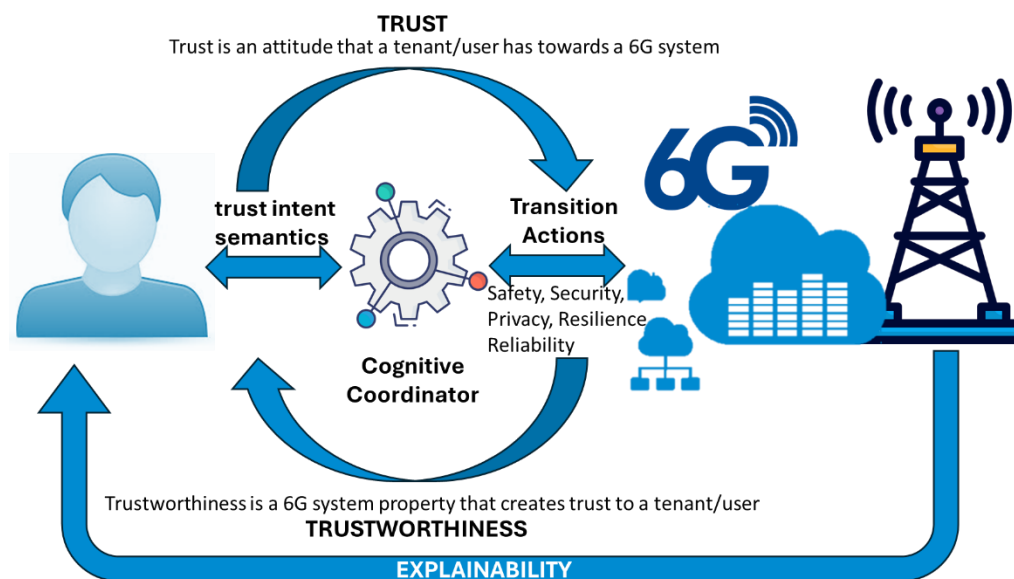 TRUST
Trust is an attitude that a tenant/user has towards a 6G system
6G
trust intent
semantics
Transition
Actions
Safety, Security,
Privacy, Resilience
Reliability
Cognitive
Coordinator
Trustworthiness is a 6G system property that creates trust to a tenant/user
TRUSTWORTHINESS
EXPLAINABILITY